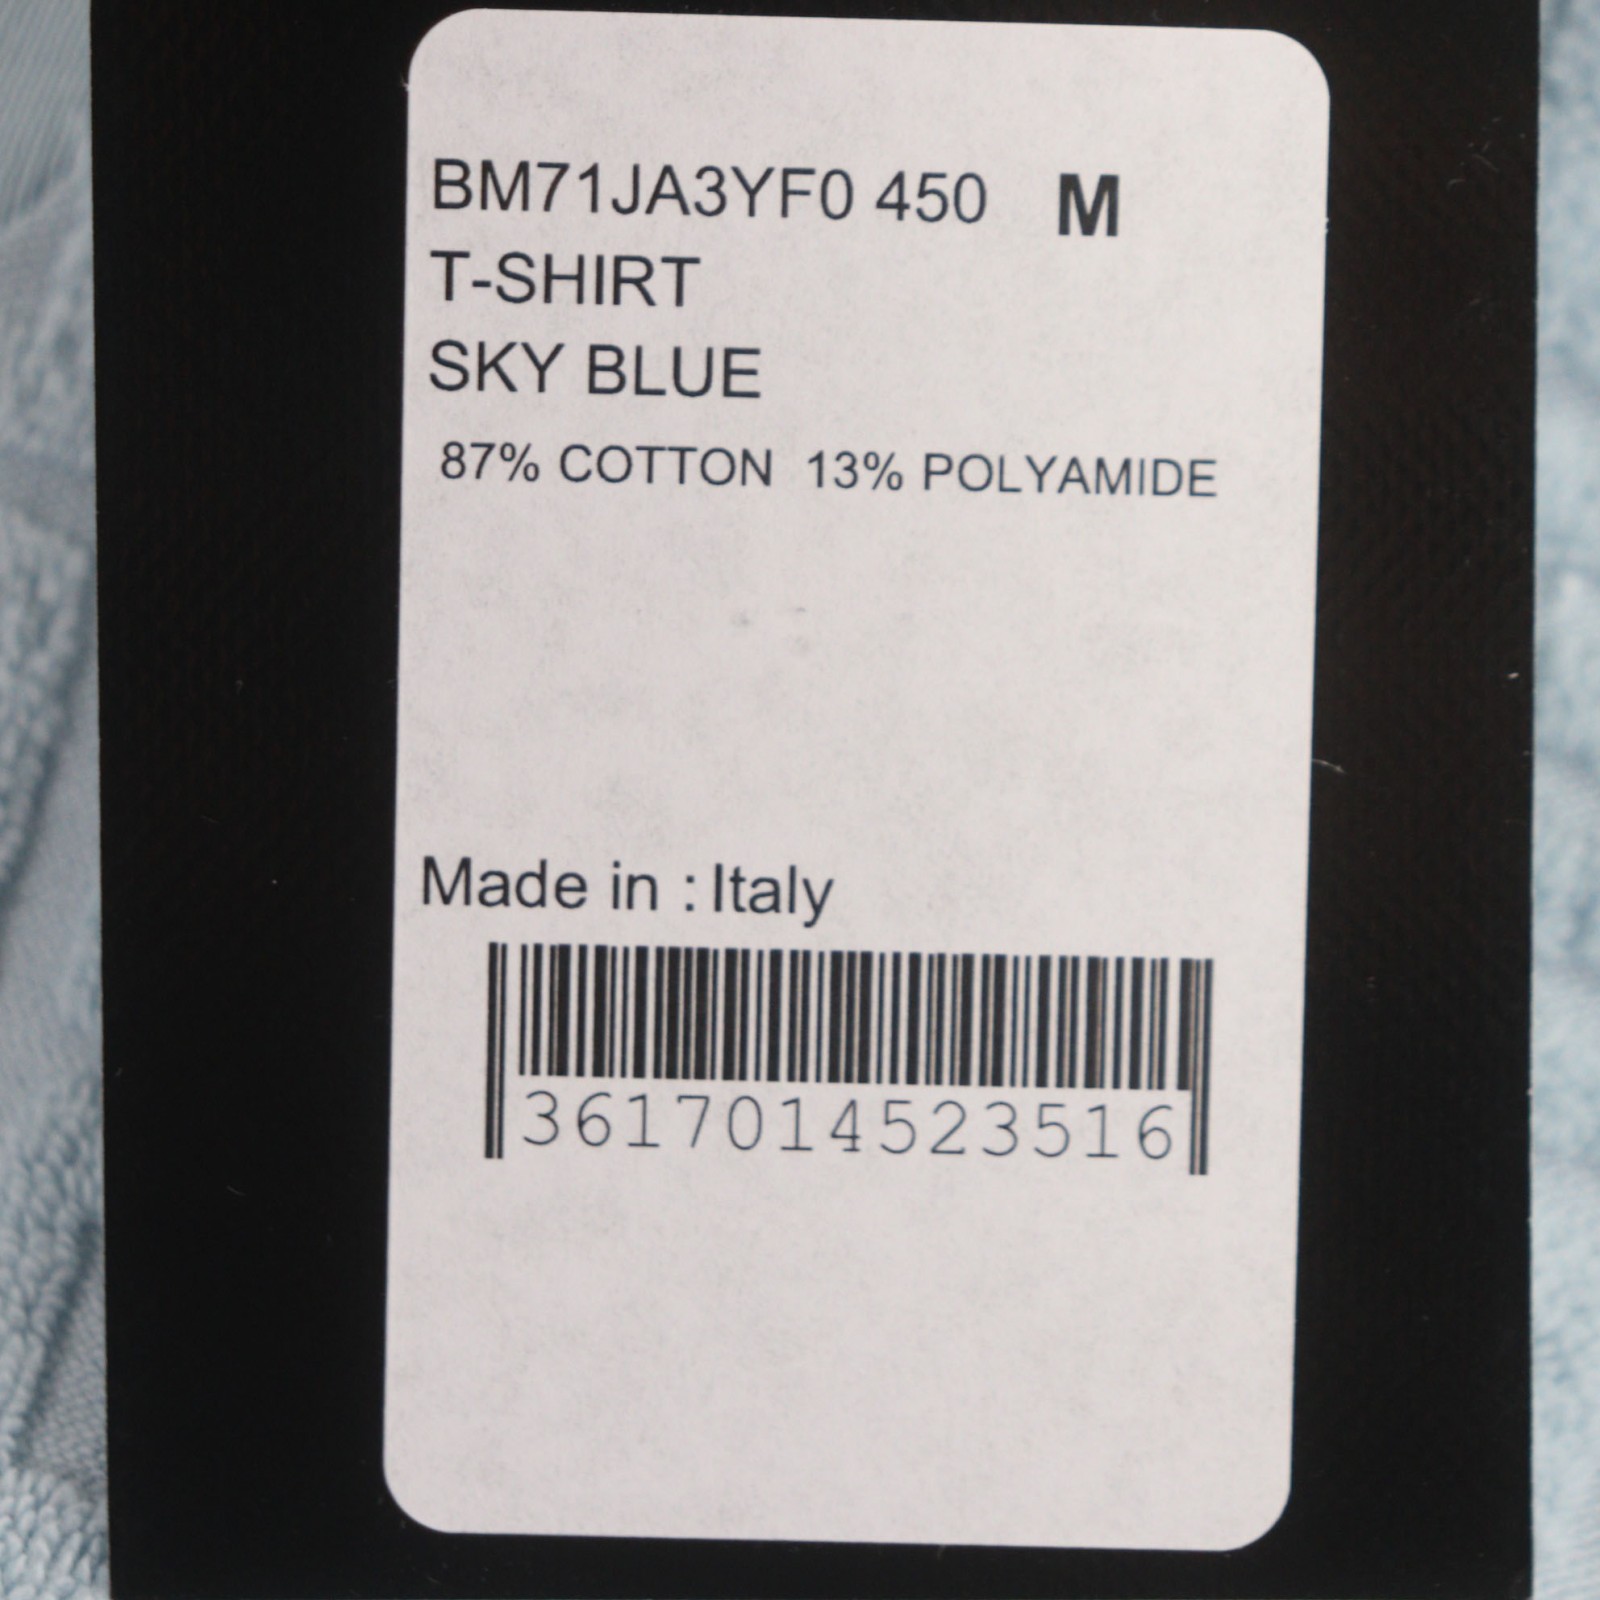 BM71JA3YF0 450 M
T-SHIRT
SKY BLUE
87% COTTON 13% POLYAMIDE
Made in : Italy
3617014523516